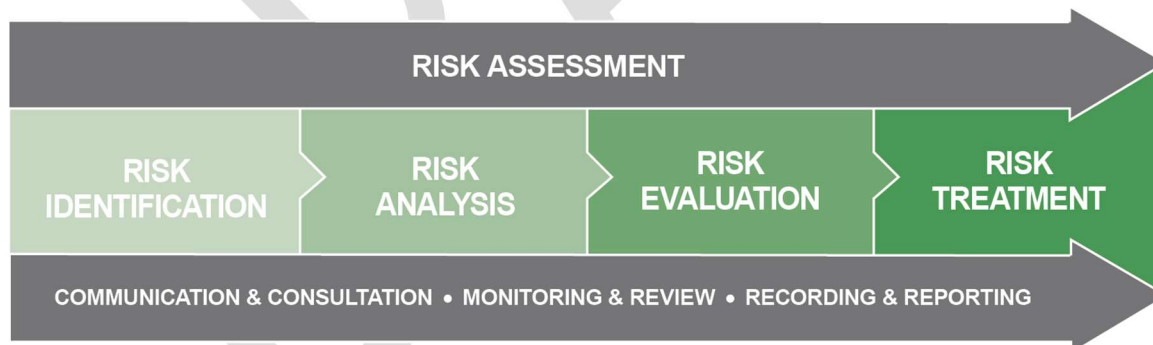 RISK ASSESSMENT
RISK
IDENTIFICATION
RISK
ANALYSIS
RISK
EVALUATION
RISK
TREATMENT
COMMUNICATION & CONSULTATION • MONITORING & REVIEW • RECORDING & REPORTING